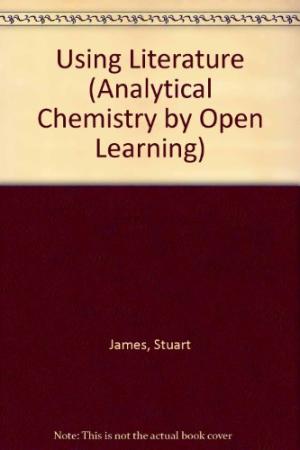 Using Literature
(Analytical
Chemistry by Open
Learning)
James, Stuart
Note: This is not the actual book cover